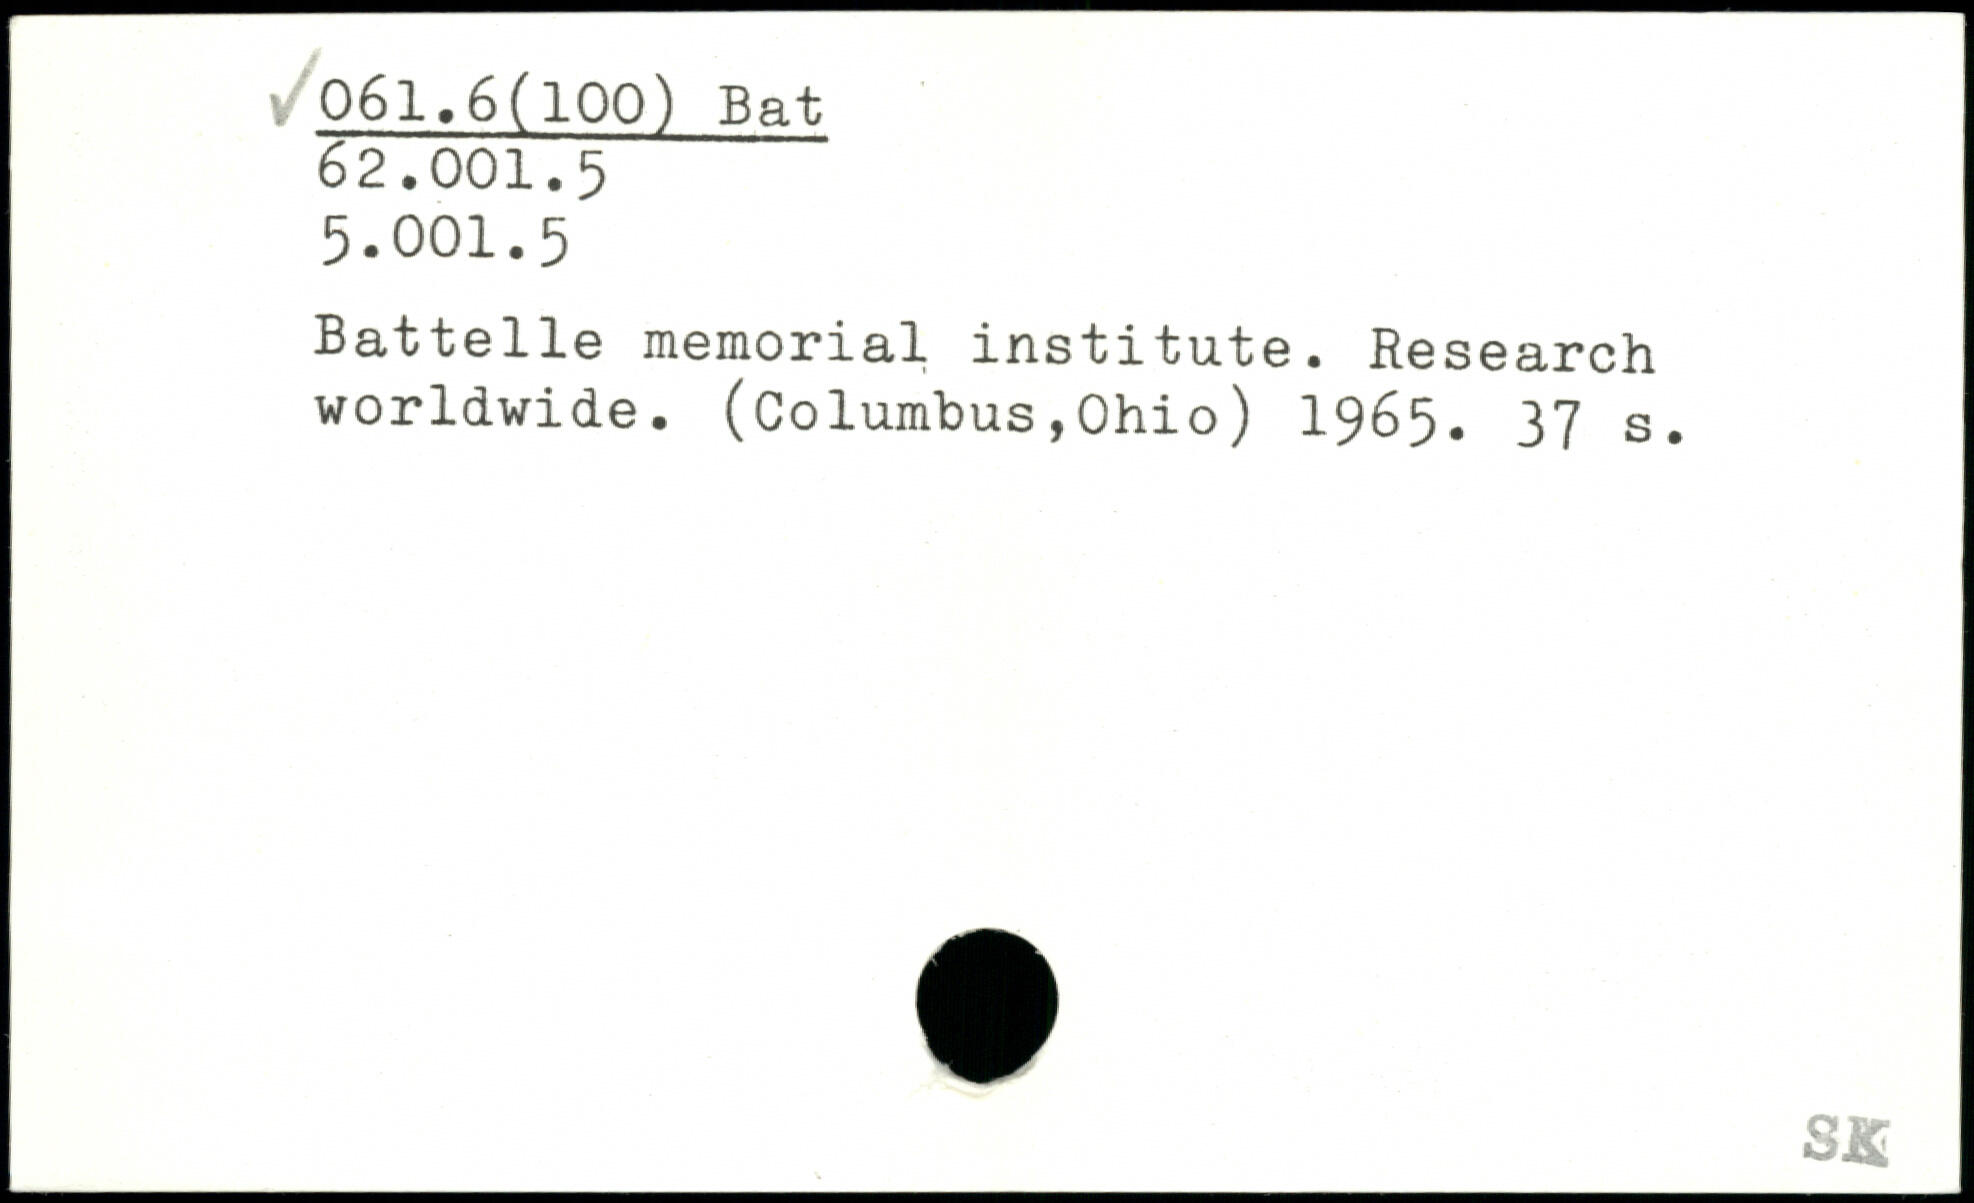 ✓061.6(100) Bat
62.001.5
5.001.5
Battelle memorial institute. Research
worldwide. (Columbus,Ohio) 1965. 37 s.
SK